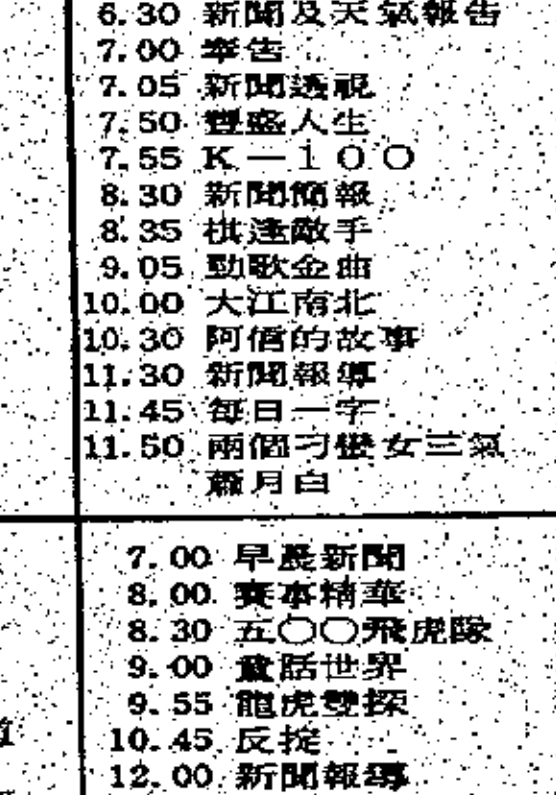 6.30 新聞及天氣報告
7.00 奉告
7.05 新聞透視
7.50 豐盛人生
7.55 K—100
8.30 新聞簡報
8.35 棋逢敵手
9.05 勁歌金曲
10.00 大江南北
10.30 阿信的故事
11.30 新聞報導
11.45 每日一字
11.50 兩個刁蠻女三氣
蕭月白
7.00 早晨新聞
8.00 賽事精華
8.30 五〇〇飛虎隊
9.00 童話世界
9.55 龍虎雙探
10.45 反掟
12.00 新聞報導